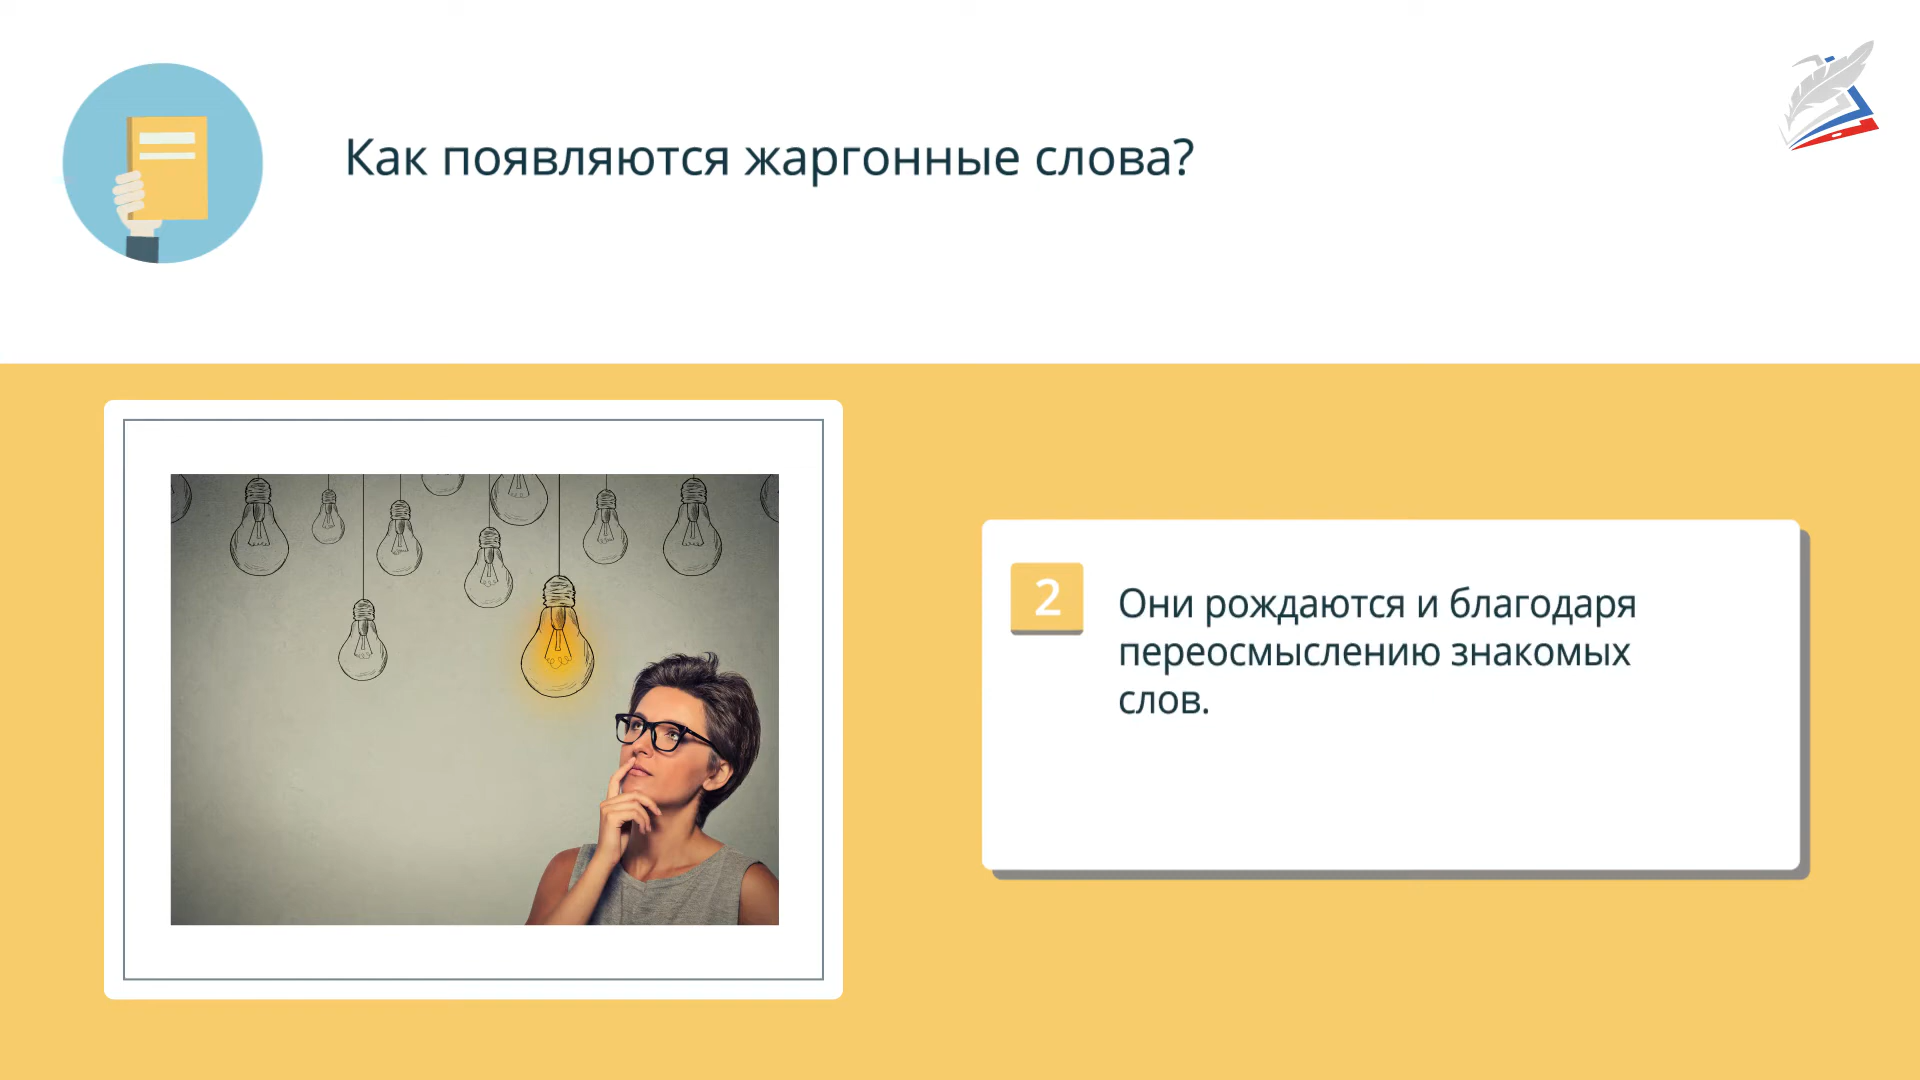 Как появляются жаргонные слова?
2
Они рождаются и благодаря
переосмыслению знакомых
слов.